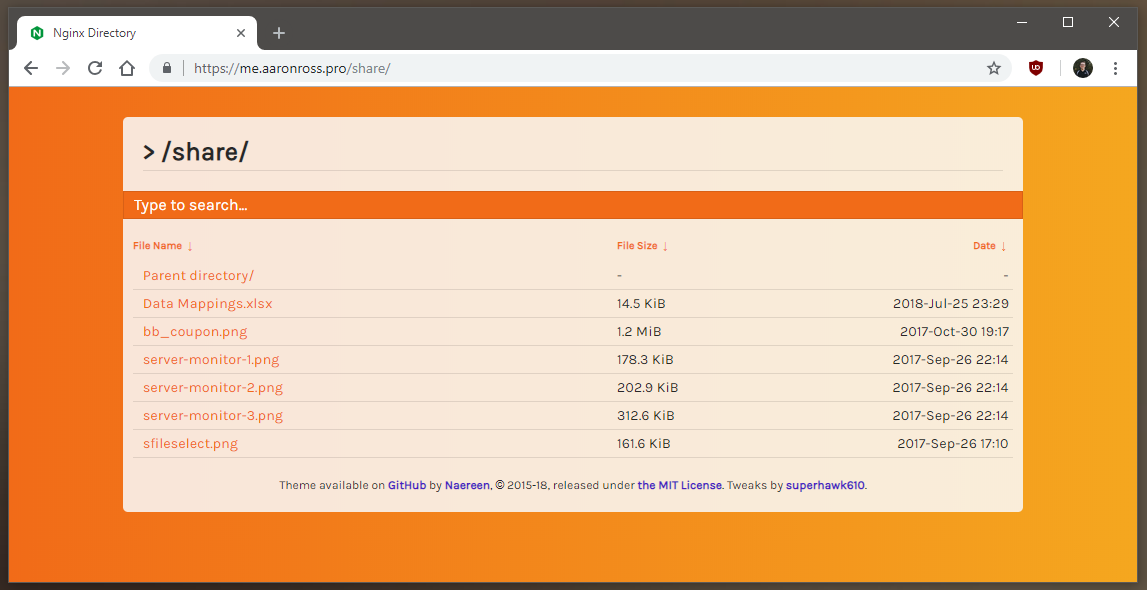 Nginx Directory
https://me.aaronross.pro/share/
> /share/
Type to search...
File Name ↓ File Size ↓ Date ↓
Parent directory/ - -
Data Mappings.xlsx 14.5 KiB 2018-Jul-25 23:29
bb_coupon.png 1.2 MiB 2017-Oct-30 19:17
server-monitor-1.png 178.3 KiB 2017-Sep-26 22:14
server-monitor-2.png 202.9 KiB 2017-Sep-26 22:14
server-monitor-3.png 312.6 KiB 2017-Sep-26 22:14
sfileselect.png 161.6 KiB 2017-Sep-26 17:10
Theme available on GitHub by Naereen, © 2015-18, released under the MIT License. Tweaks by superhawk610.